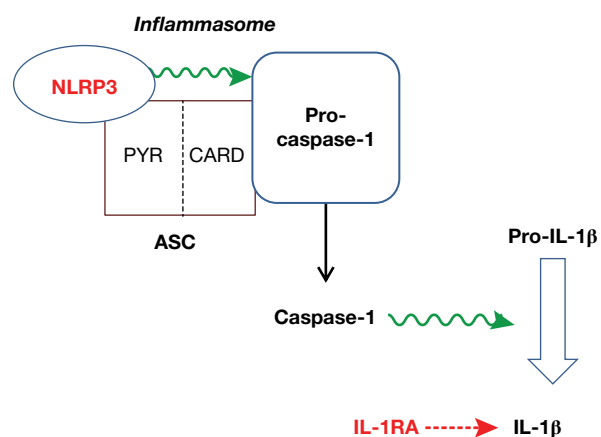 Inflammasome
NLRP3
Pro-
caspase-1
PYR
CARD
ASC
Pro-IL-1β
Caspase-1
IL-1RA
IL-1β